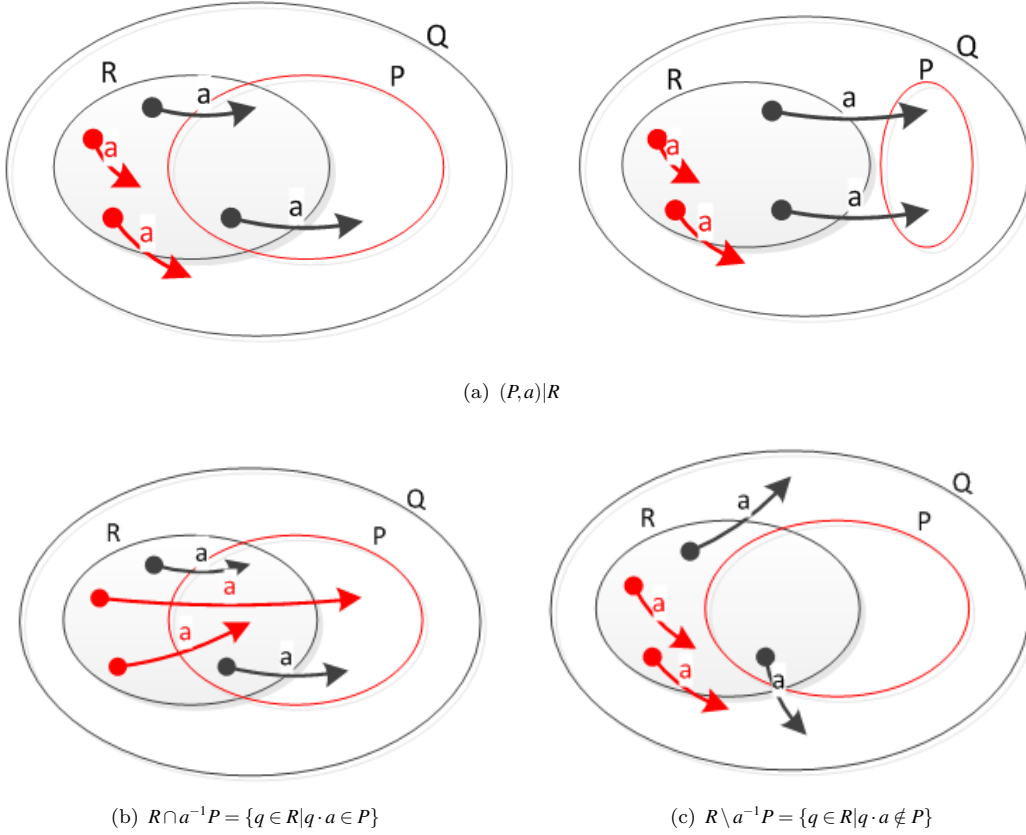 Q
R
P
a
a
a
a
Q
P
R
a
a
a
a
(a) (P,a)|R
Q
R
P
a
a
a
a
Q
R
P
a
a
a
a
(b) R∩a⁻¹P = {q ∈ R|q·a ∈ P}
(c) R\a⁻¹P = {q ∈ R|q·a ∉ P}